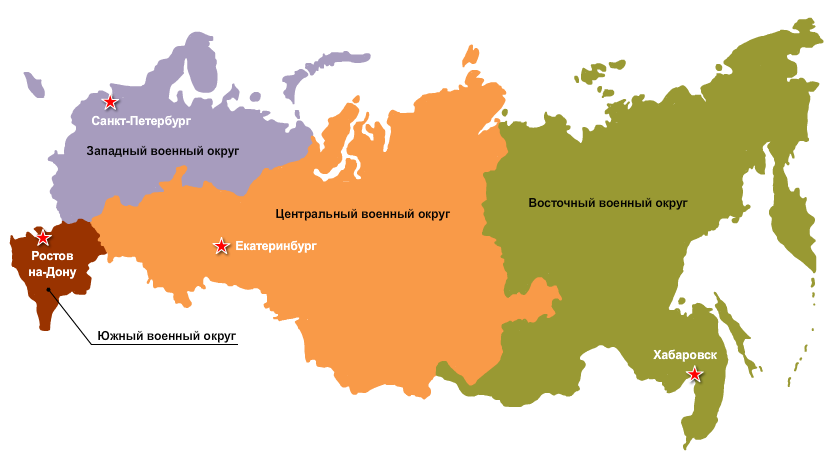 Санкт-Петербург
Западный военный округ
Восточный военный округ
Центральный военный округ
Екатеринбург
Ростов
на-Дону
Южный военный округ
Хабаровск